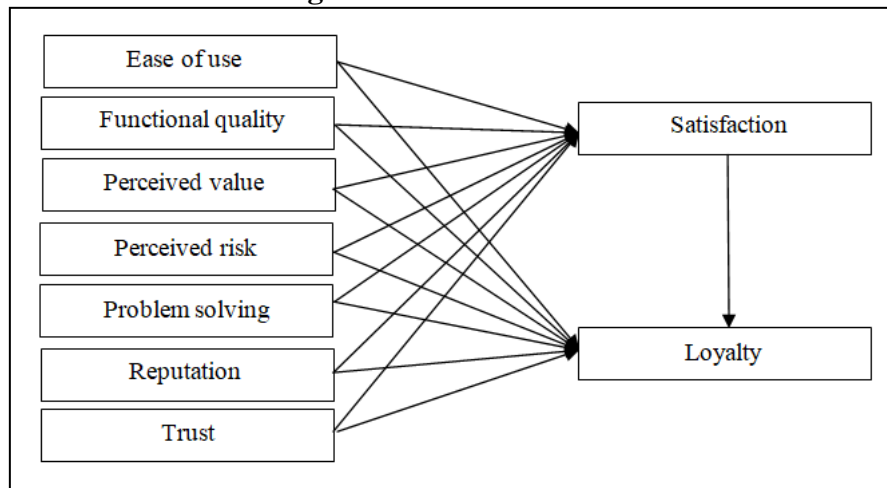 Ease of use
Functional quality
Perceived value
Perceived risk
Problem solving
Reputation
Trust
Satisfaction
Loyalty